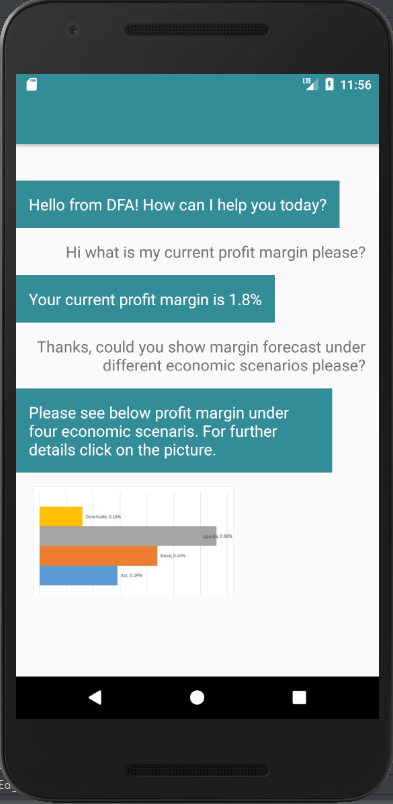 LTE 11:56
Hello from DFA! How can I help you today?
Hi what is my current profit margin please?
Your current profit margin is 1.8%
Thanks, could you show margin forecast under
different economic scenarios please?
Please see below profit margin under
four economic scenaris. For further
details click on the picture.
Downside, 0.16%
Upside, 0.66%
Base, 0.44%
Act, 0.29%